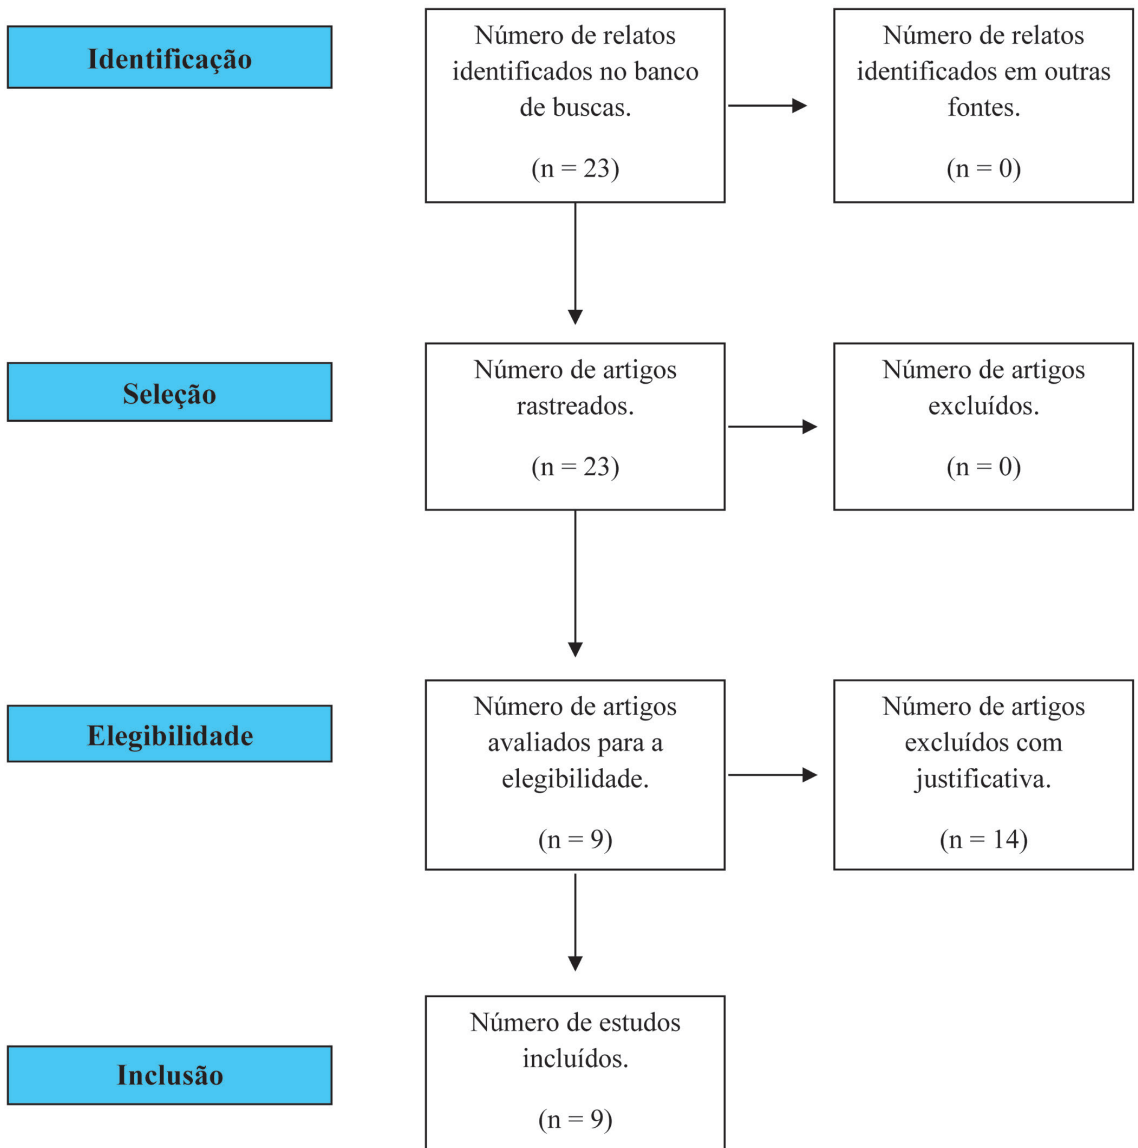 Identificação
Número de relatos
identificados no banco
de buscas.
(n = 23)
Número de relatos
identificados em outras
fontes.
(n = 0)
Seleção
Número de artigos
rastreados.
(n = 23)
Número de artigos
excluídos.
(n = 0)
Elegibilidade
Número de artigos
avaliados para a
elegibilidade.
(n = 9)
Número de artigos
excluídos com
justificativa.
(n = 14)
Inclusão
Número de estudos
incluídos.
(n = 9)